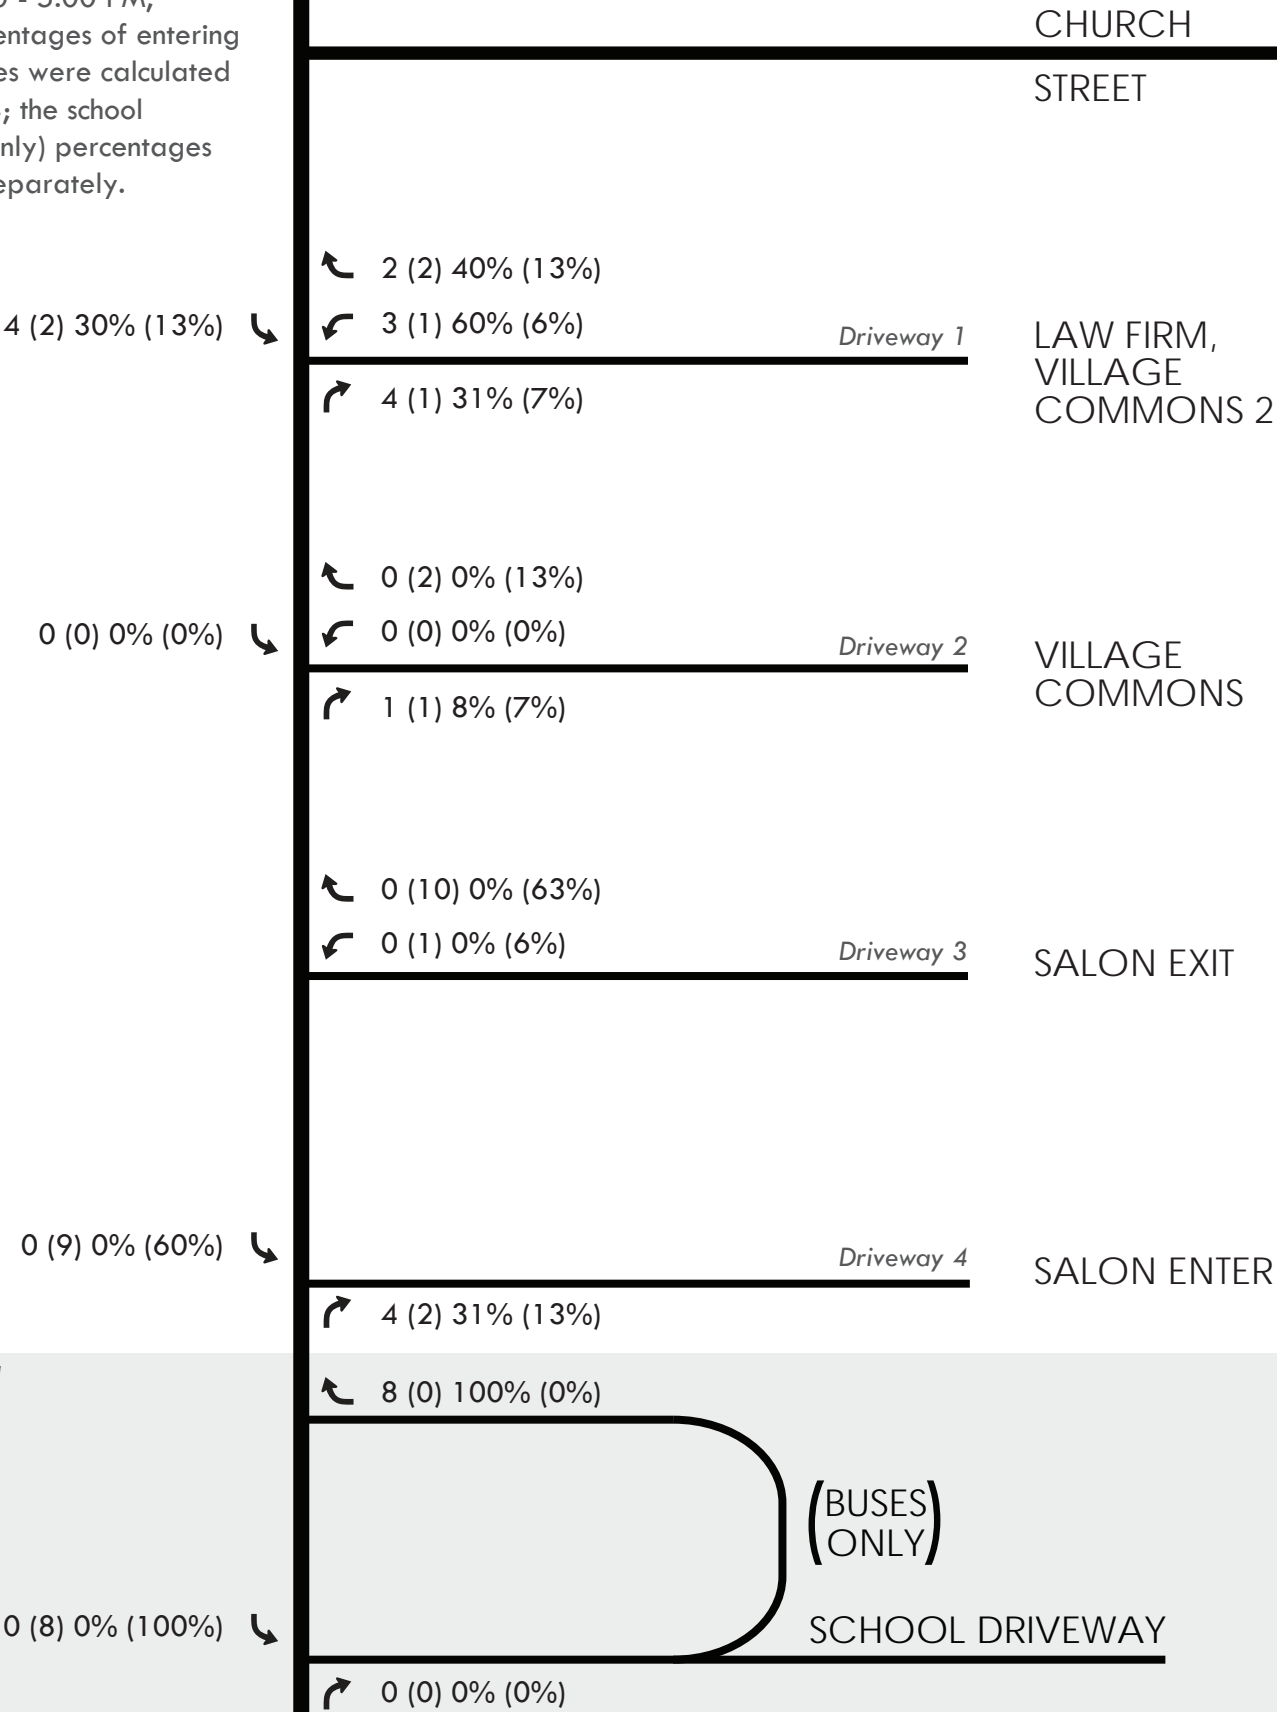 - 5:00 PM,
of entering
were calculated
; the school
percentages
CHURCH
STREET
2 (2) 40% (13%)
4 (2) 30% (13%)
3 (1) 60% (6%)
Driveway 1
4 (1) 31% (7%)
LAW FIRM,
VILLAGE
COMMONS 2
0 (2) 0% (13%)
0 (0) 0% (0%)
0 (0) 0% (0%)
Driveway 2
1 (1) 8% (7%)
VILLAGE
COMMONS
0 (10) 0% (63%)
0 (1) 0% (6%)
Driveway 3
SALON EXIT
0 (9) 0% (60%)
Driveway 4
SALON ENTER
4 (2) 31% (13%)
8 (0) 100% (0%)
(BUSES
ONLY)
0 (8) 0% (100%)
SCHOOL DRIVEWAY
0 (0) 0% (0%)